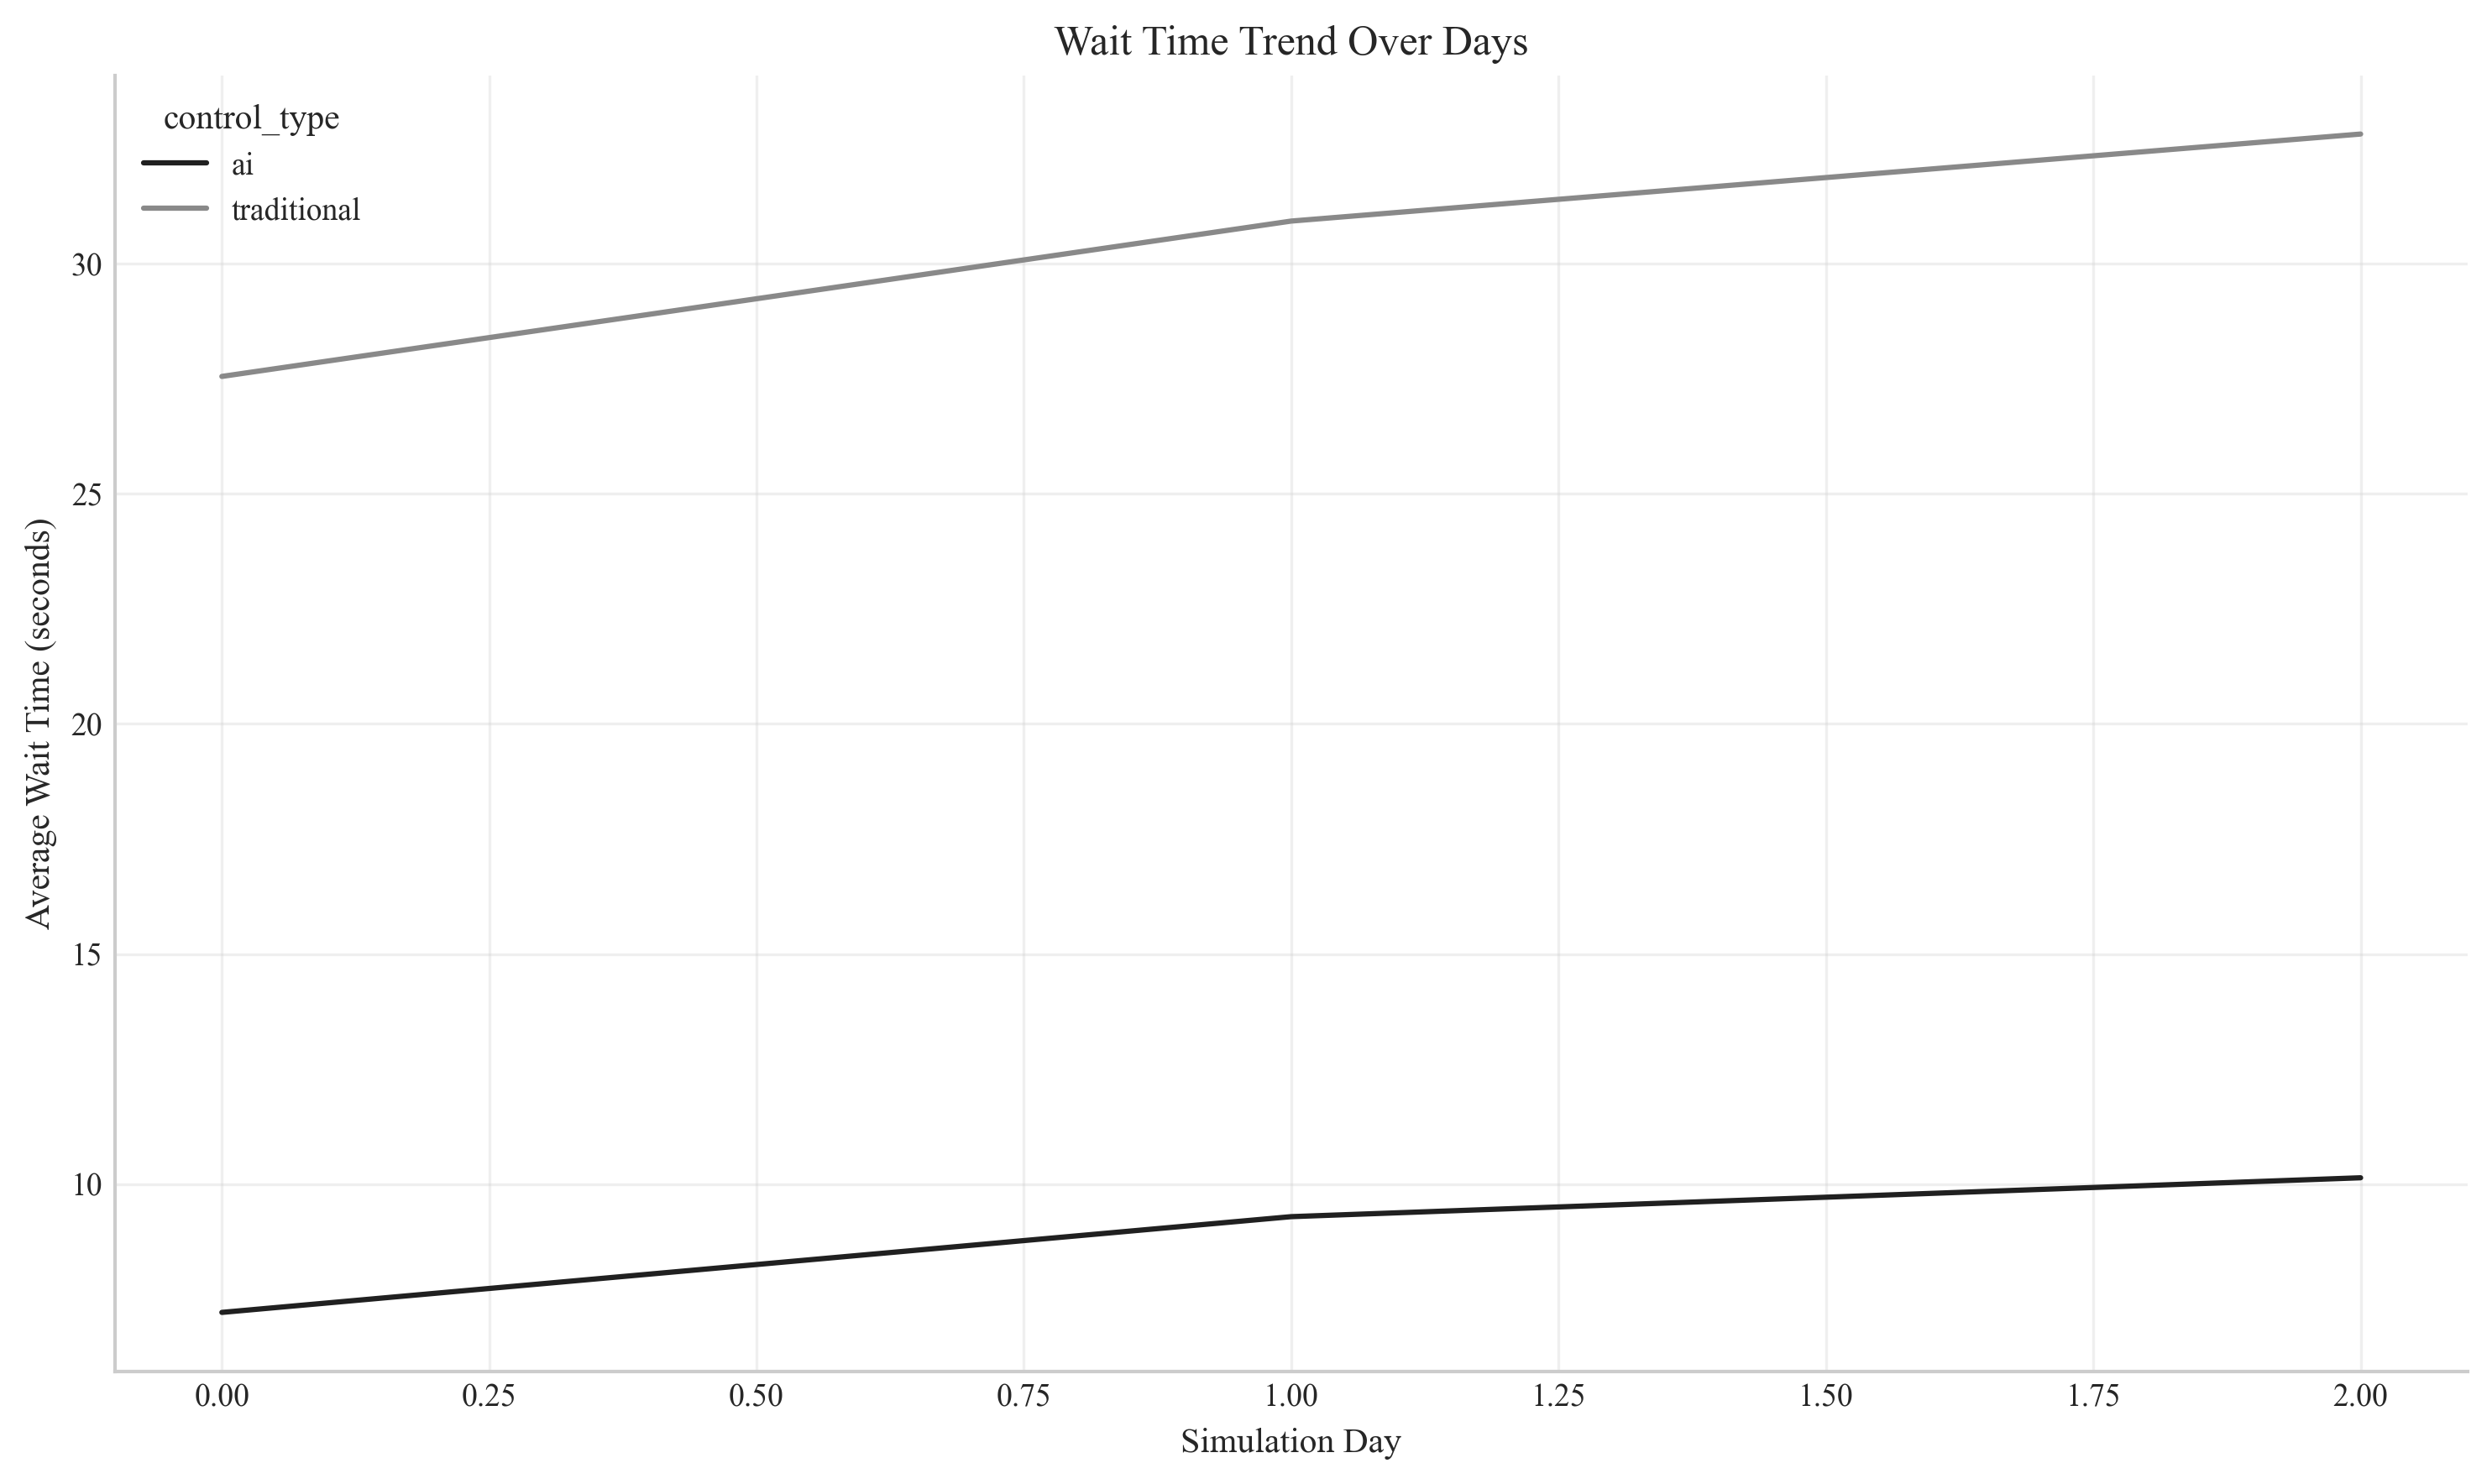 Wait Time Trend Over Days
control_type
ai
traditional
30
25
20
15
10
Average Wait Time (seconds)
0.00 0.25 0.50 0.75 1.00 1.25 1.50 1.75 2.00
Simulation Day